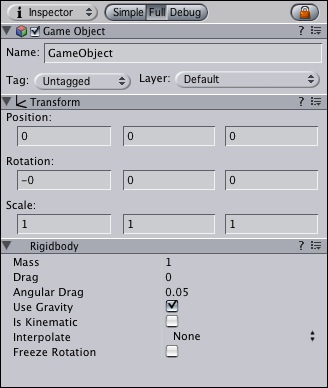 Inspector Simple Full Debug
Game Object ?
Name: GameObject
Tag: Untagged Layer: Default
Transform ?
Position:
0 0 0
Rotation:
-0 0 0
Scale:
1 1 1
Rigidbody ?
Mass 1
Drag 0
Angular Drag 0.05
Use Gravity
Is Kinematic
Interpolate None
Freeze Rotation